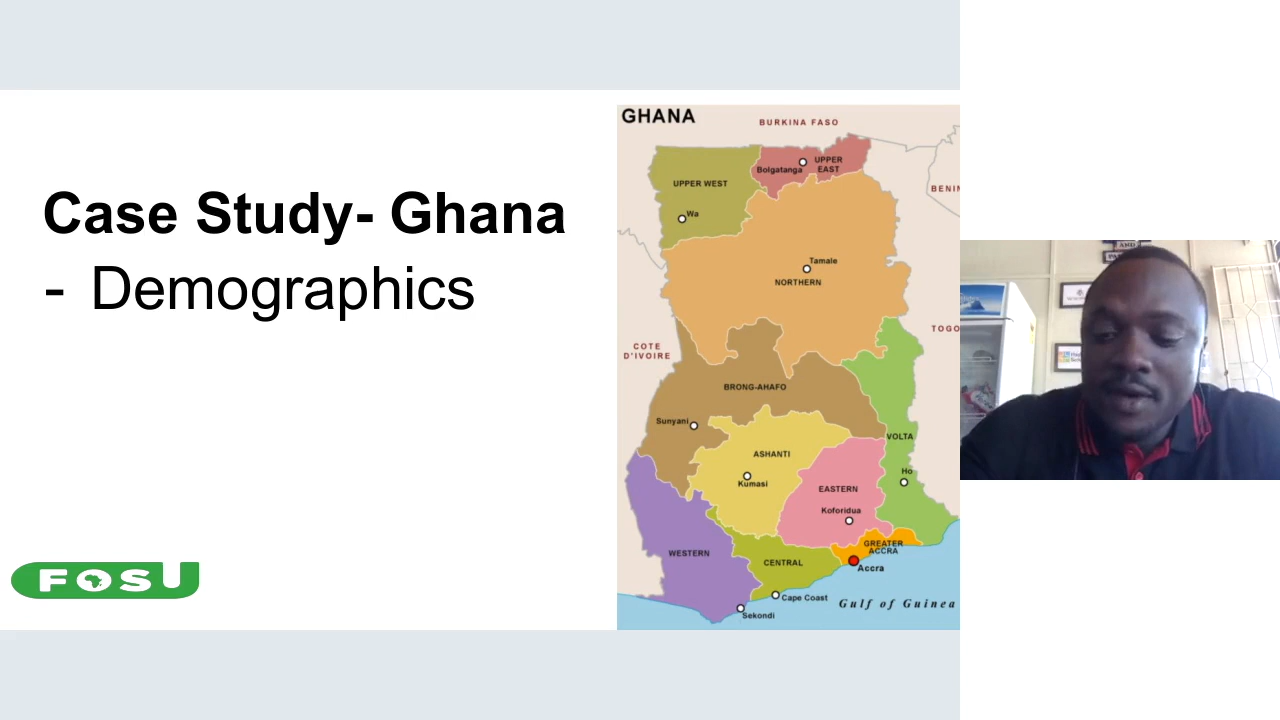 Case Study- Ghana
- Demographics
FOSU
GHANA
BURKINA FASO
UPPER
EAST
Bolgatanga
UPPER WEST
BENIN
Wa
Tamale
NORTHERN
TOGO
COTE
D'IVOIRE
BRONG-AHAFO
Sunyani
VOLTA
ASHANTI
Ho
Kumasi
EASTERN
Koforidua
GREATER
ACCRA
WESTERN
CENTRAL
Accra
Cape Coast
Gulf of Guinea
Sekondi
AND